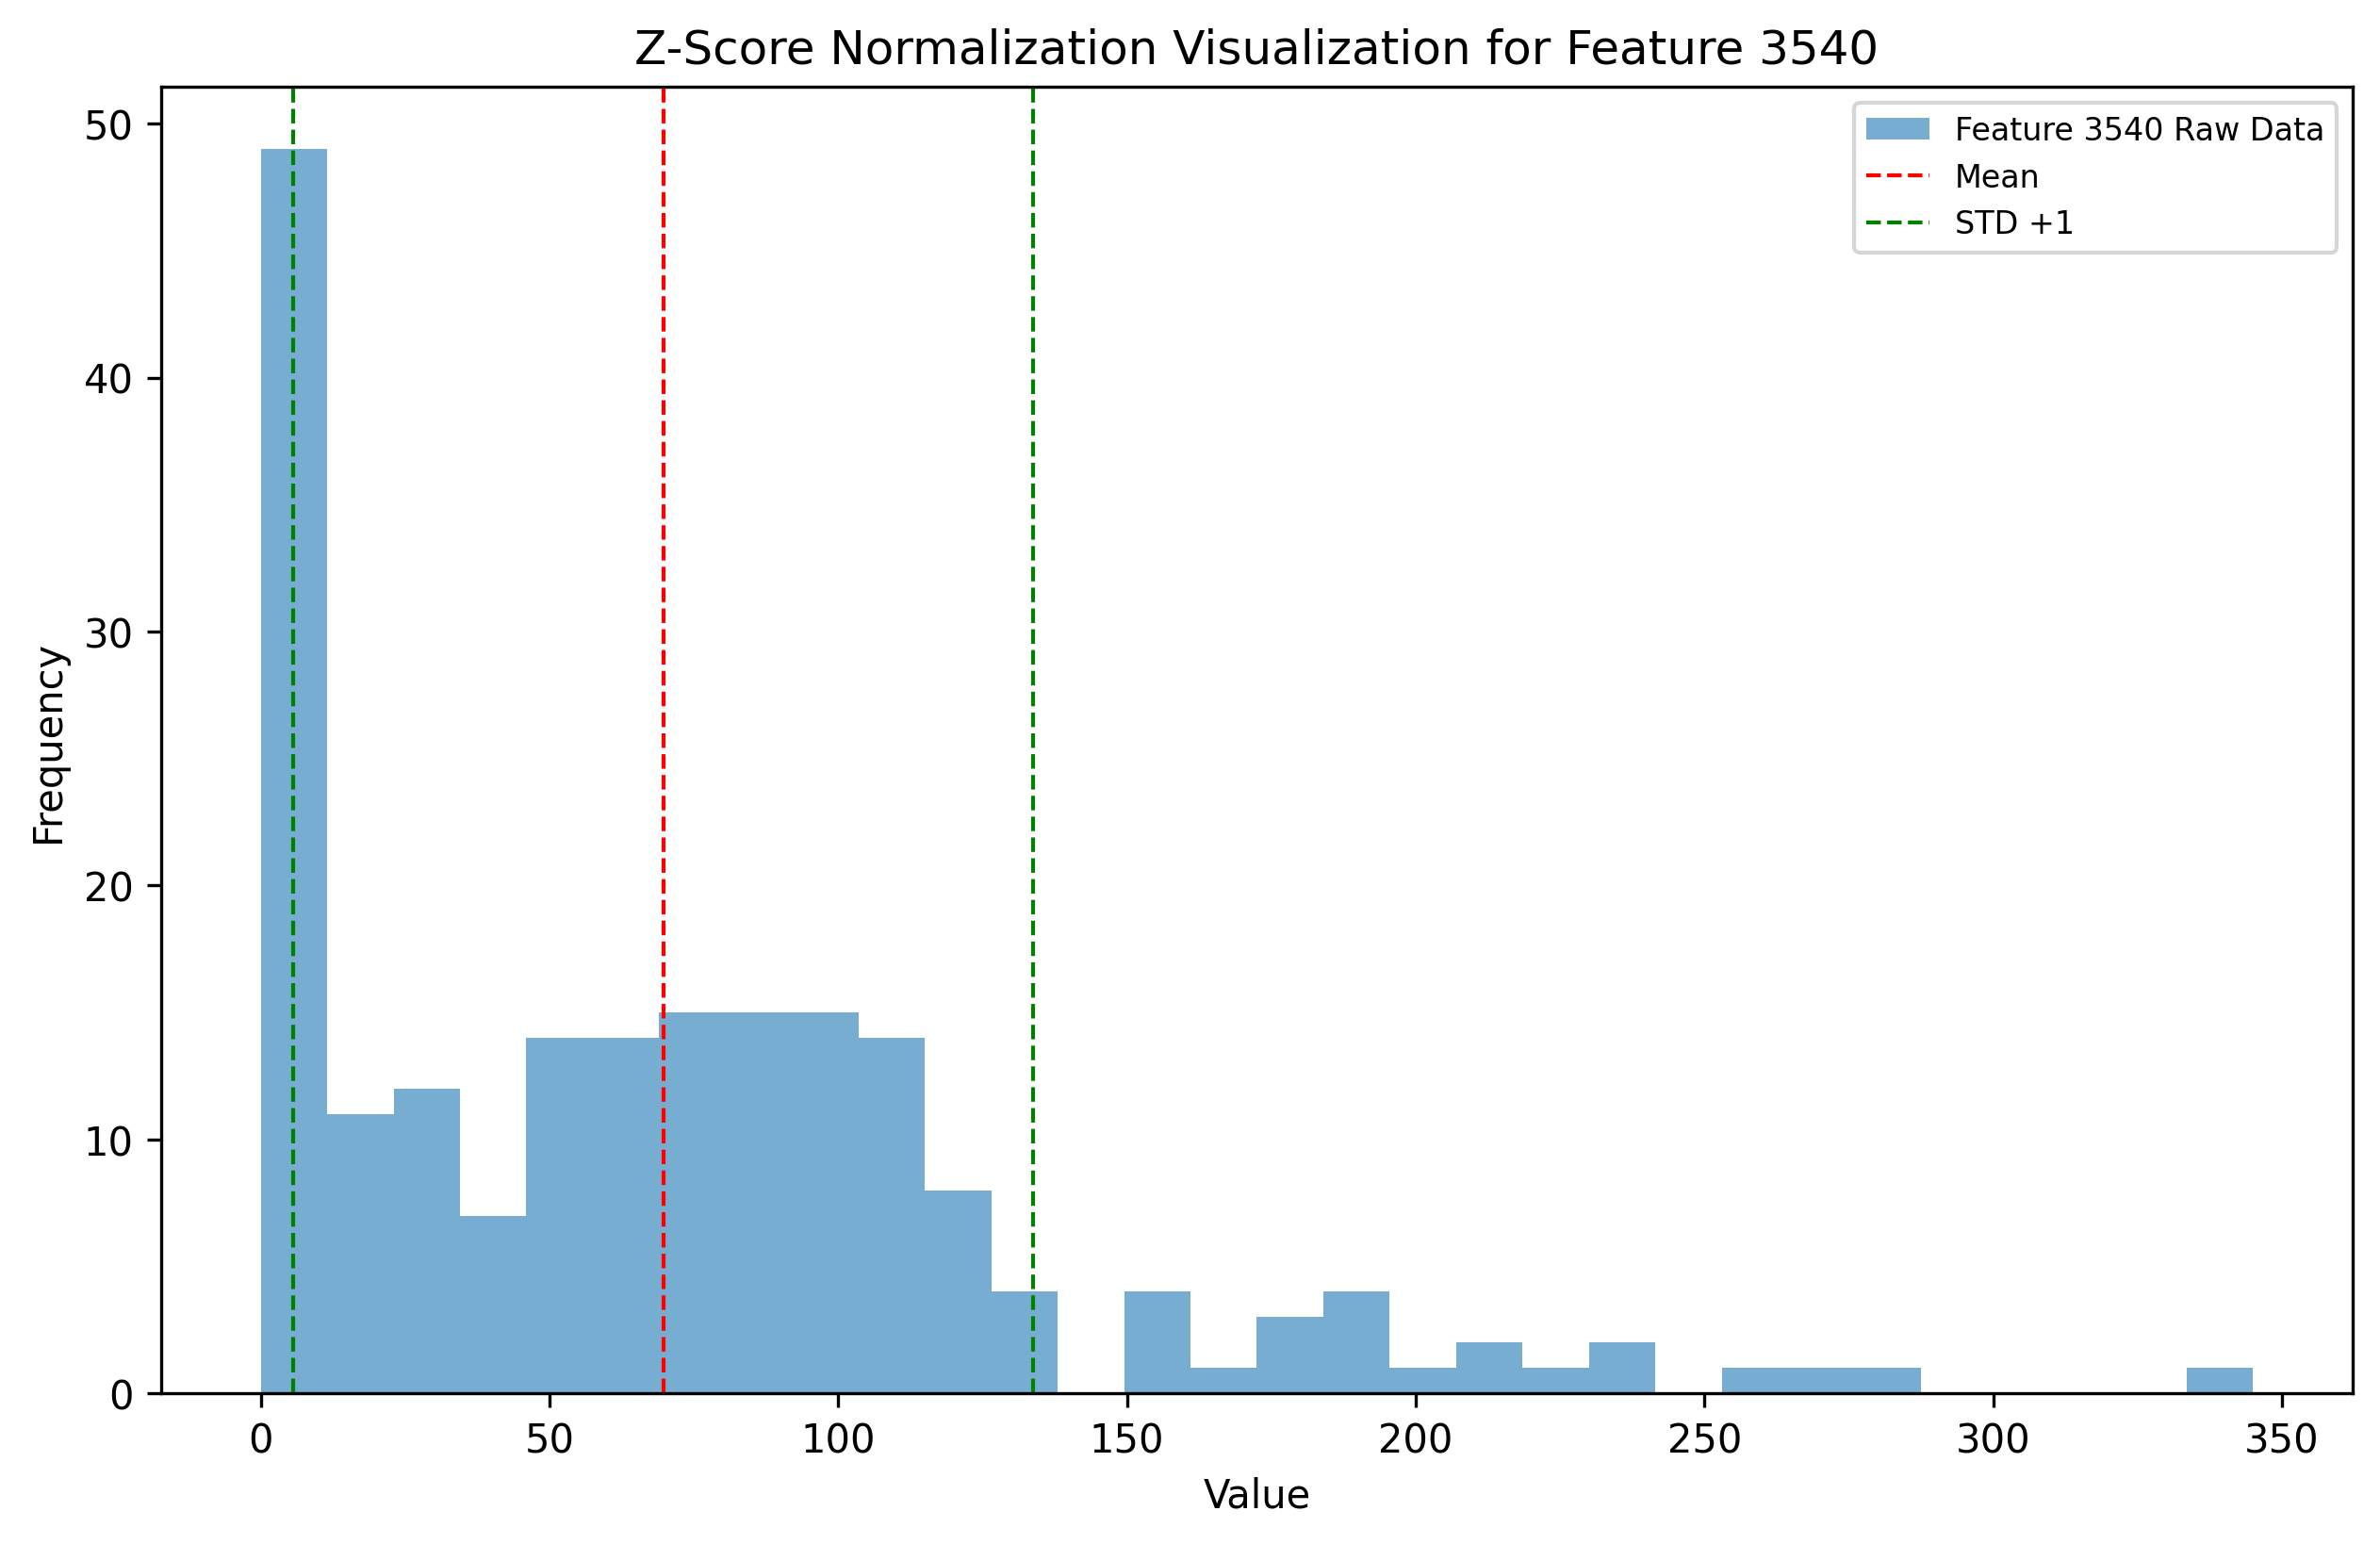 Z-Score Normalization Visualization for Feature 3540
Feature 3540 Raw Data
Mean
STD +1
50
40
30
20
10
0
Frequency
0 50 100 150 200 250 300 350
Value